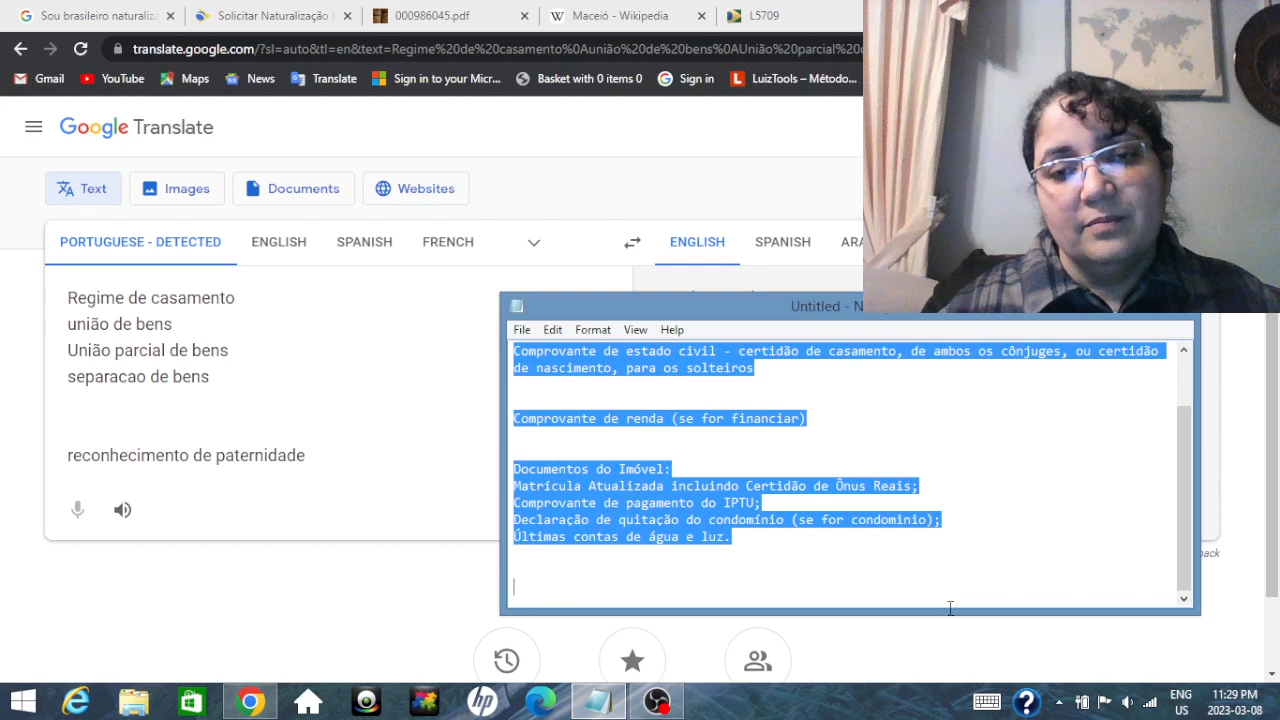 Sou brasileiro naturaliza
Solicitar Naturalização
000986045.pdf
Maceió - Wikipedia
L5709
translate.google.com/?sl=auto&tl=en&text=Regime%20de%20casamento%0Aunião%20de%20bens%0AUnião%20parcial%20
Gmail
YouTube
Maps
News
Translate
Sign in to your Micr...
Basket with 0 items 0
Sign in
LuizTools – Método...
Google Translate
Text
Images
Documents
Websites
PORTUGUESE - DETECTED
ENGLISH
SPANISH
FRENCH
ENGLISH
SPANISH
ARA
Regime de casamento
união de bens
União parcial de bens
separacao de bens
reconhecimento de paternidade
Untitled - N
File
Edit
Format
View
Help
Comprovante de estado civil - certidão de casamento, de ambos os cônjuges, ou certidão
de nascimento, para os solteiros
Comprovante de renda (se for financiar)
Documentos do Imóvel:
Matrícula Atualizada incluindo Certidão de Ônus Reais;
Comprovante de pagamento do IPTU;
Declaração de quitação do condomínio (se for condominio);
Últimas contas de água e luz.
back
ENG
US
11:29 PM
2023-03-08